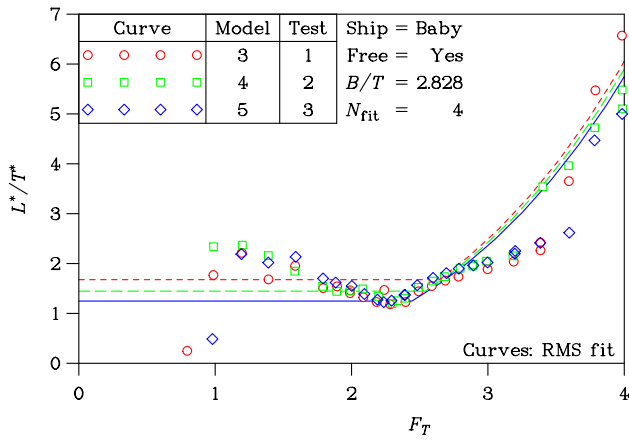 Curve Model Test
3 1
4 2
5 3
Ship = Baby
Free = Yes
B/T = 2.828
N_fit = 4
7
6
5
4
3
2
1
0
L*/T*
Curves: RMS fit
0 1 2 3 4
F_T